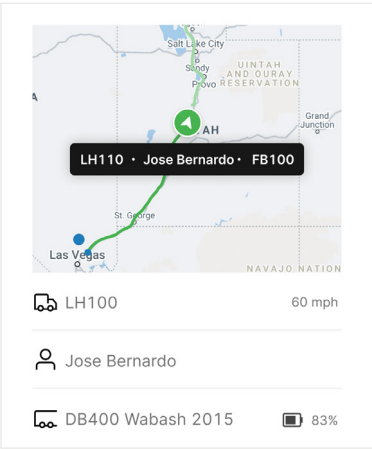 Salt Lake City
Sandy
Provo
UINTAH
AND OURAY
RESERVATION
A
AH
Grand
Junction
LH110 • Jose Bernardo • FB100
St. George
Las Vegas
NAVAJO NATION
LH100
60 mph
Jose Bernardo
DB400 Wabash 2015
83%